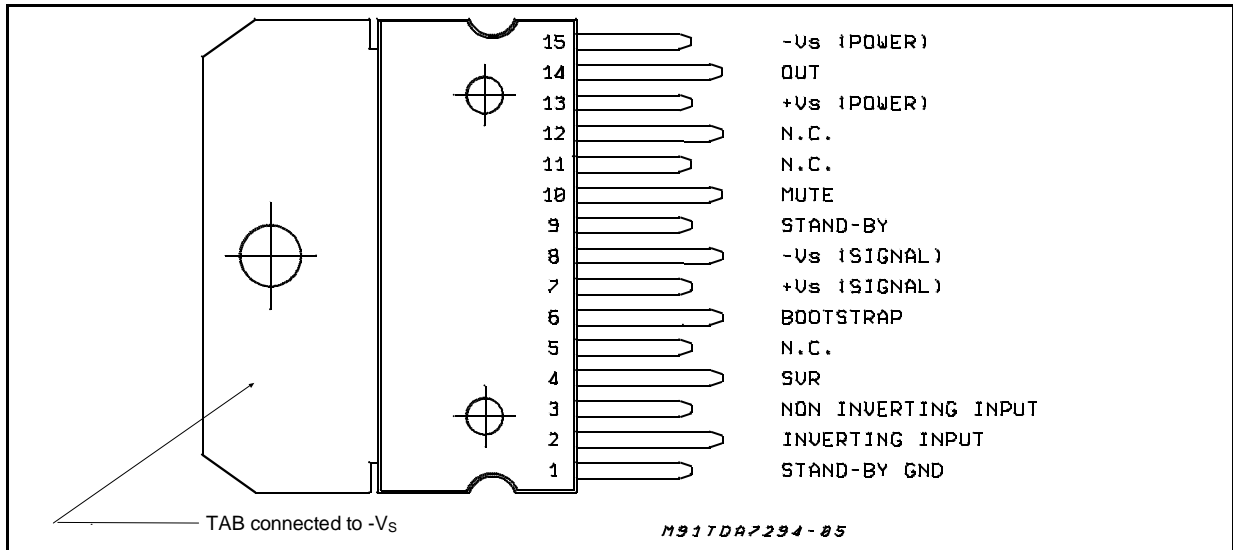 15 -Vs (POWER)
14 OUT
13 +Vs (POWER)
12 N.C.
11 N.C.
10 MUTE
9 STAND-BY
8 -Vs (SIGNAL)
7 +Vs (SIGNAL)
6 BOOTSTRAP
5 N.C.
4 SVR
3 NON INVERTING INPUT
2 INVERTING INPUT
1 STAND-BY GND
TAB connected to -VS
M91TDA7294-05